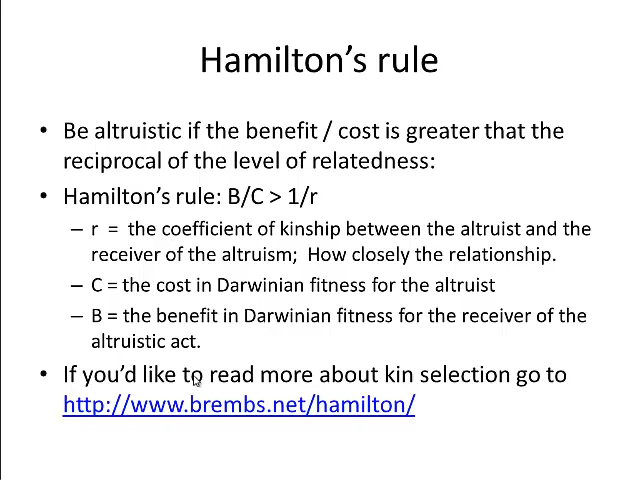 Hamilton's rule
• Be altruistic if the benefit / cost is greater that the
reciprocal of the level of relatedness:
• Hamilton's rule: B/C > 1/r
– r = the coefficient of kinship between the altruist and the
receiver of the altruism; How closely the relationship.
– C = the cost in Darwinian fitness for the altruist
– B = the benefit in Darwinian fitness for the receiver of the
altruistic act.
• If you'd like to read more about kin selection go to
http://www.brembs.net/hamilton/